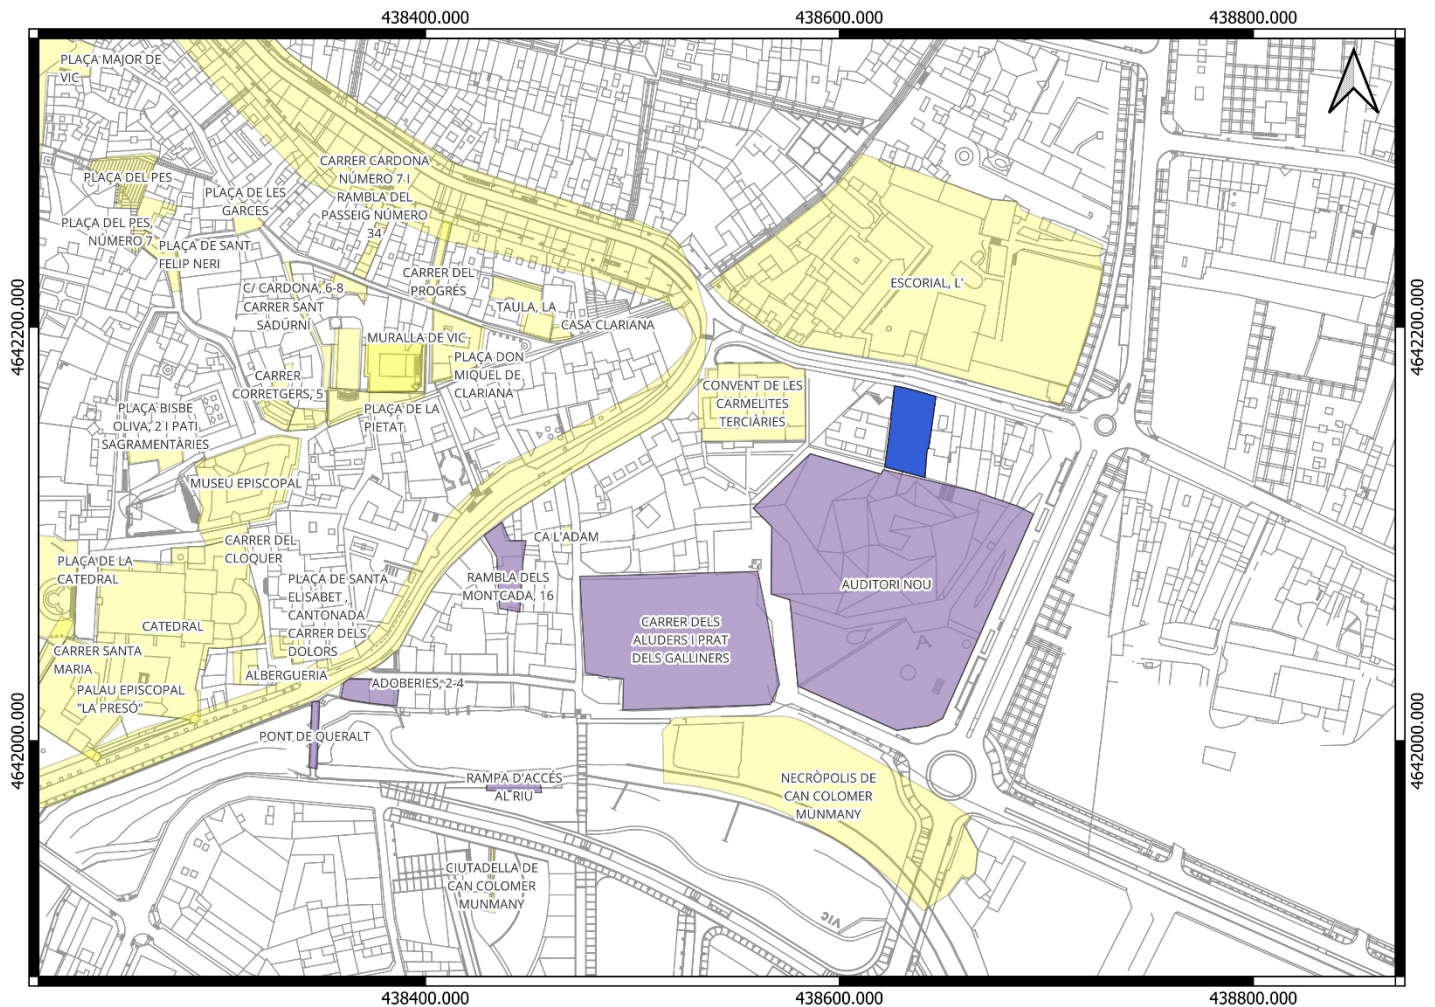 438400.000
438600.000
438800.000
PLAÇA MAJOR DE
VIC
PLAÇA DEL PES
CARRER CARDONA
NÚMERO 7 I
RAMBLA DEL
PASSEIG NÚMERO
34
PLAÇA DE LES
GARCES
PLAÇA DEL PES,
NÚMERO 7
PLAÇA DE SANT
FELIP NERI
C/ CARDONA, 6-8
CARRER SANT
SADURNÍ
CARRER DEL
PROGRÉS
TAULA, LA
CASA CLARIANA
ESCORIAL, L'
4642200.000
4642200.000
MURALLA DE VIC
PLAÇA DON
MIQUEL DE
CLARIANA
CARRER
CORRETGERS, 5
PLAÇA DE LA
PIETAT
CONVENT DE LES
CARMELITES
TERCIÀRIES
PLAÇA BISBE
OLIVA, 2 I PATI
SAGRAMENTÀRIES
MUSEU EPISCOPAL
CARRER DEL
CLOQUER
CA L'ADAM
PLAÇA DE LA
CATEDRAL
PLAÇA DE SANTA
ELISABET ,
CANTONADA
CARRER DELS
DOLORS
RAMBLA DELS
MONTCADA, 16
AUDITORI NOU
CATEDRAL
CARRER DELS
ALUDERS I PRAT
DELS GALLINERS
CARRER SANTA
MARIA
ALBERGUERIA
ADOBERIES, 2-4
PALAU EPISCOPAL
"LA PRESÓ"
PONT DE QUERALT
4642000.000
4642000.000
RAMPA D'ACCÉS
AL RIU
NECRÒPOLIS DE
CAN COLOMER
MUNMANY
CIUTADELLA DE
CAN COLOMER
MUNMANY
VIC
438400.000
438600.000
438800.000